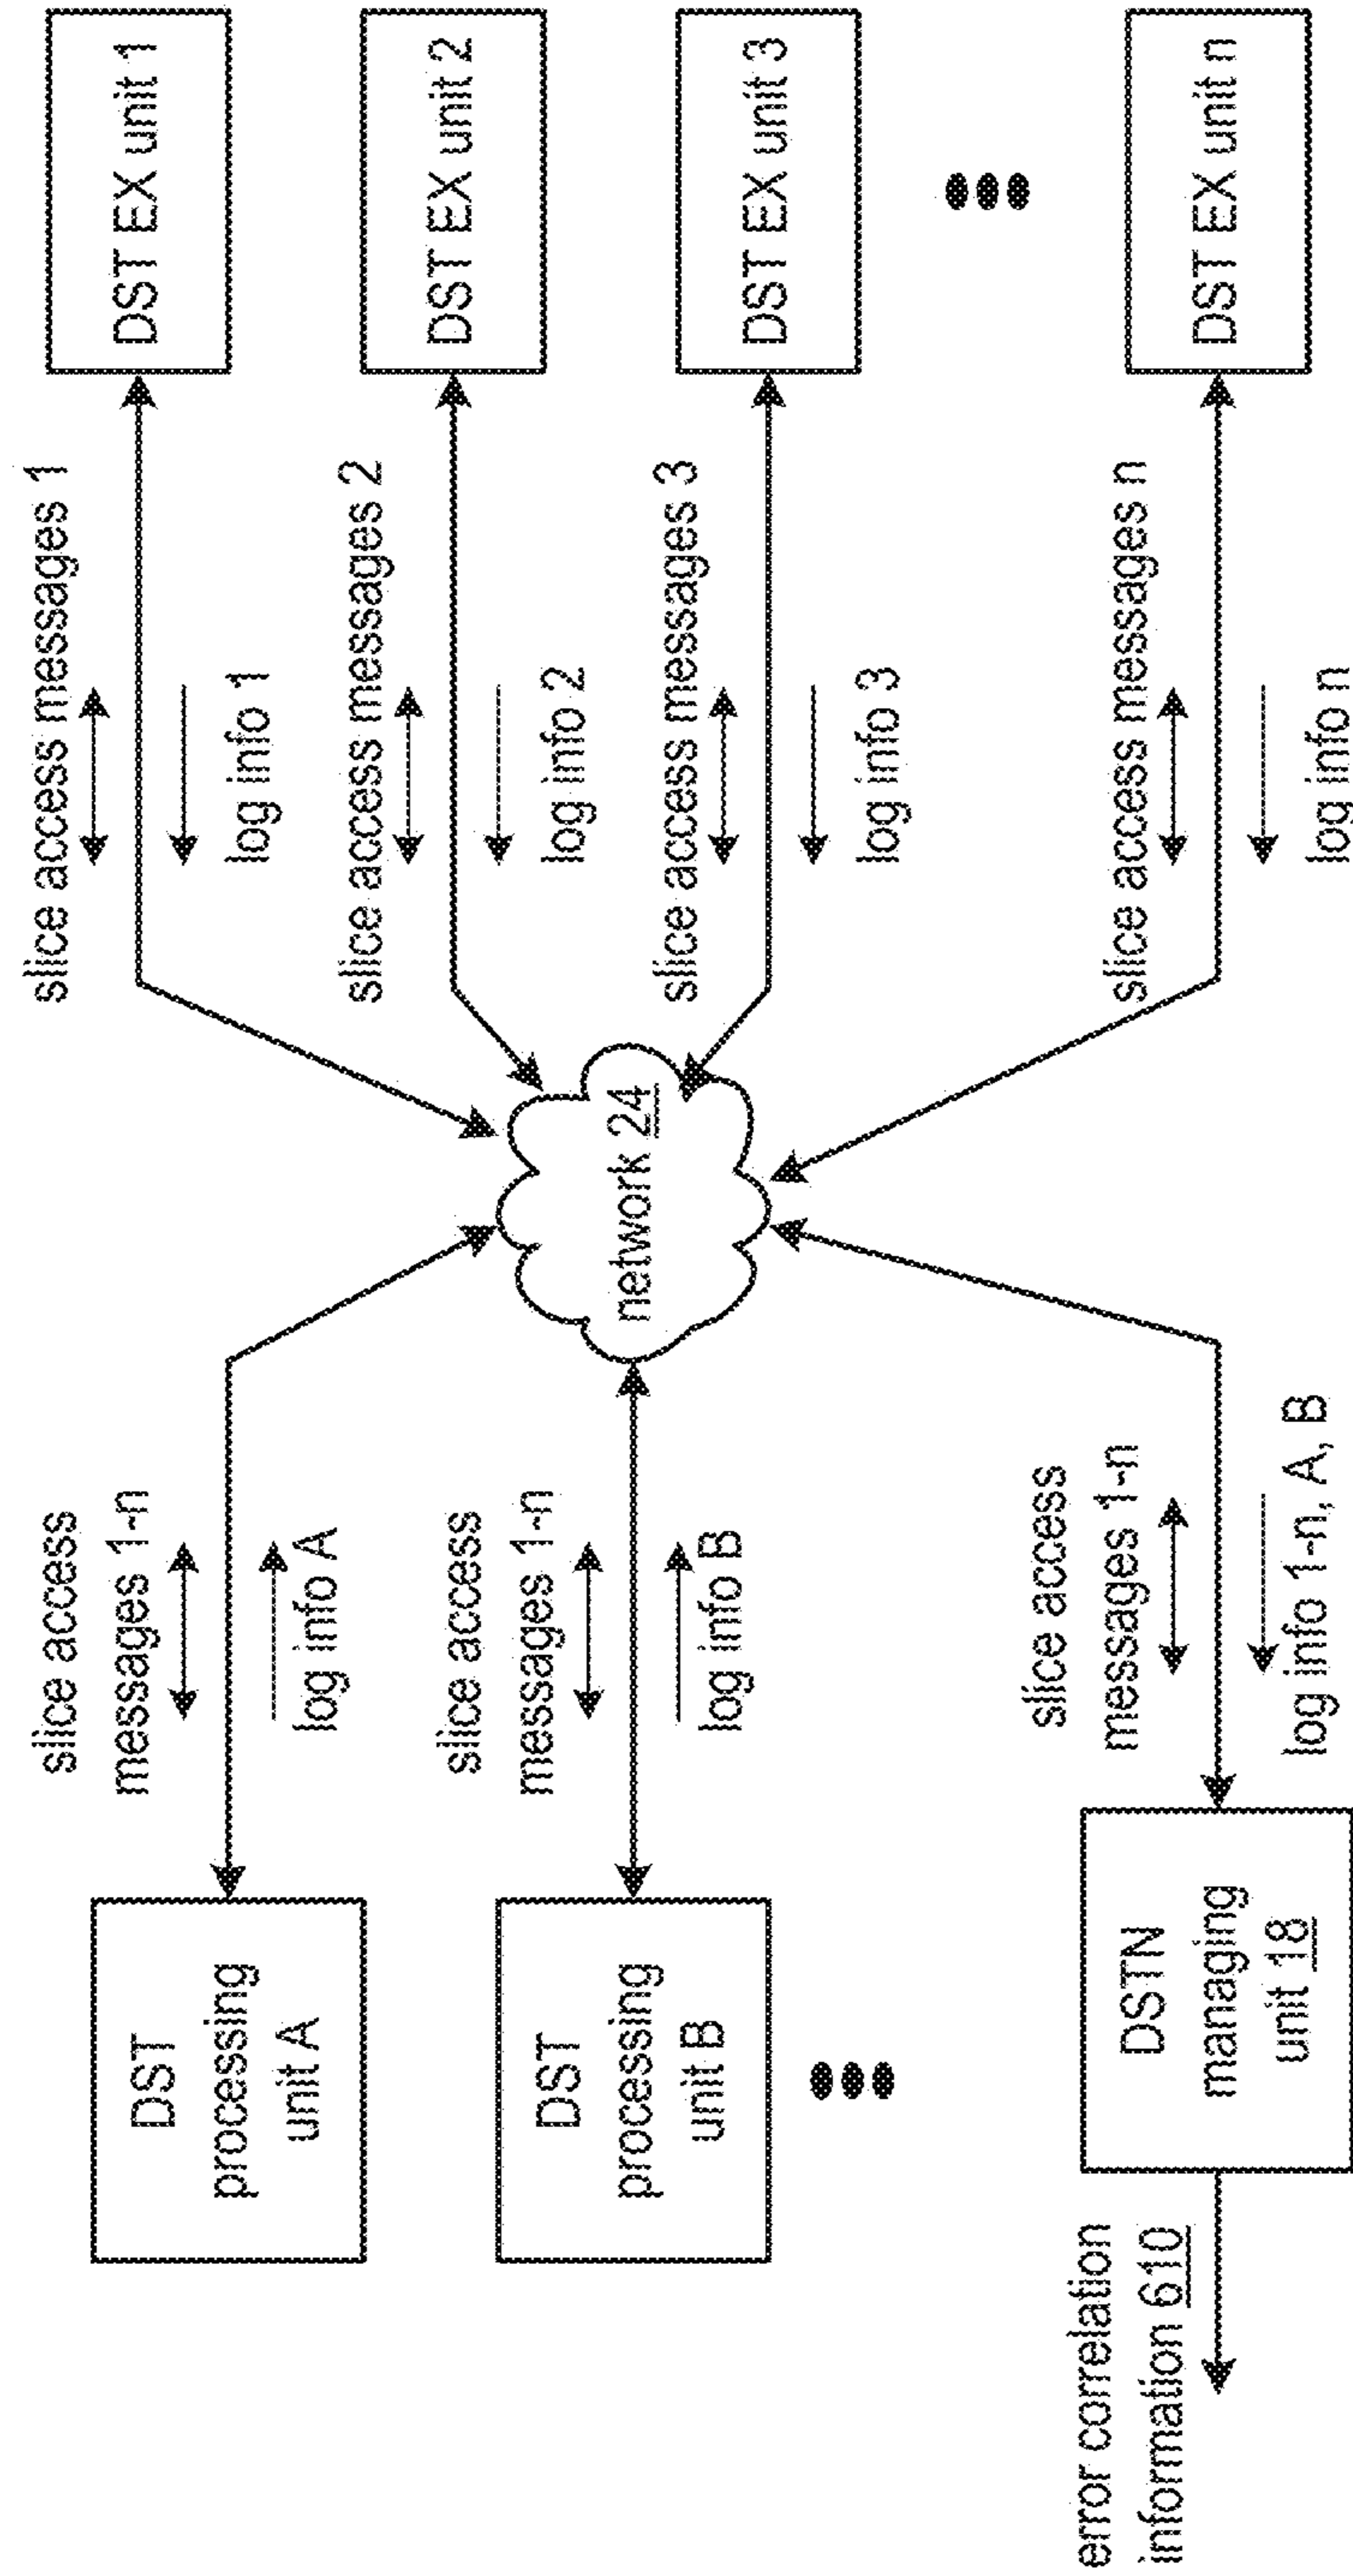 DST
processing
unit A
slice access
messages 1-n
log info A
DST
processing
unit B
slice access
messages 1-n
log info B
error correlation
information 610
DSTN
managing
unit 18
slice access
messages 1-n
log info 1-n, A, B
network 24
slice access messages 1
log info 1
DST EX unit 1
slice access messages 2
log info 2
DST EX unit 2
slice access messages 3
log info 3
DST EX unit 3
slice access messages n
log info n
DST EX unit n